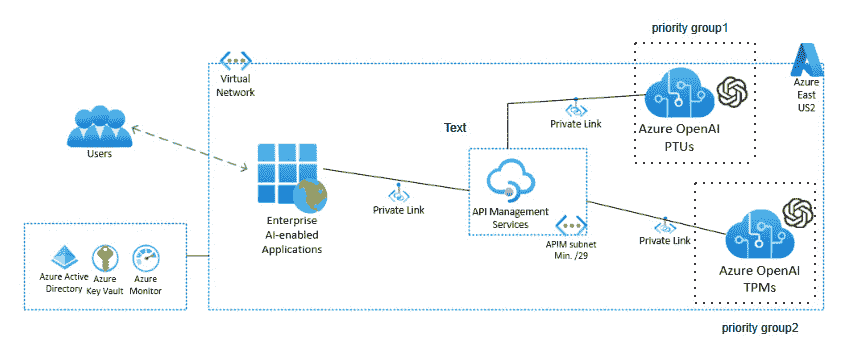 priority group1
Virtual
Network
Azure
East
US2
Private Link
Text
Azure OpenAI
PTUs
Users
Enterprise
AI-enabled
Applications
Private Link
API Management
Services
APIM subnet
Min. /29
Private Link
Azure OpenAI
TPMs
Azure Active
Directory
Azure
Key Vault
Azure
Monitor
priority group2